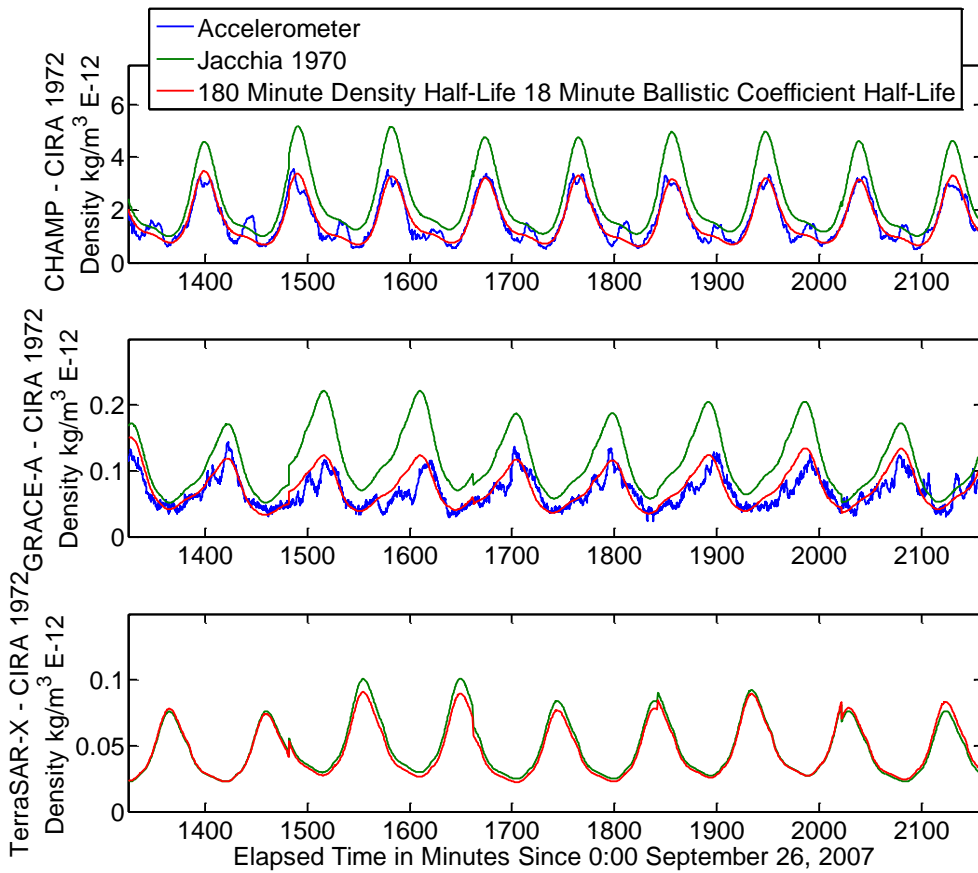 Accelerometer
Jacchia 1970
180 Minute Density Half-Life 18 Minute Ballistic Coefficient Half-Life
CHAMP - CIRA 1972
Density kg/m³ E-12
6
4
2
0
1400 1500 1600 1700 1800 1900 2000 2100
GRACE-A - CIRA 1972
Density kg/m³ E-12
0.2
0.1
0
1400 1500 1600 1700 1800 1900 2000 2100
TerraSAR-X - CIRA 1972
Density kg/m³ E-12
0.1
0.05
0
1400 1500 1600 1700 1800 1900 2000 2100
Elapsed Time in Minutes Since 0:00 September 26, 2007